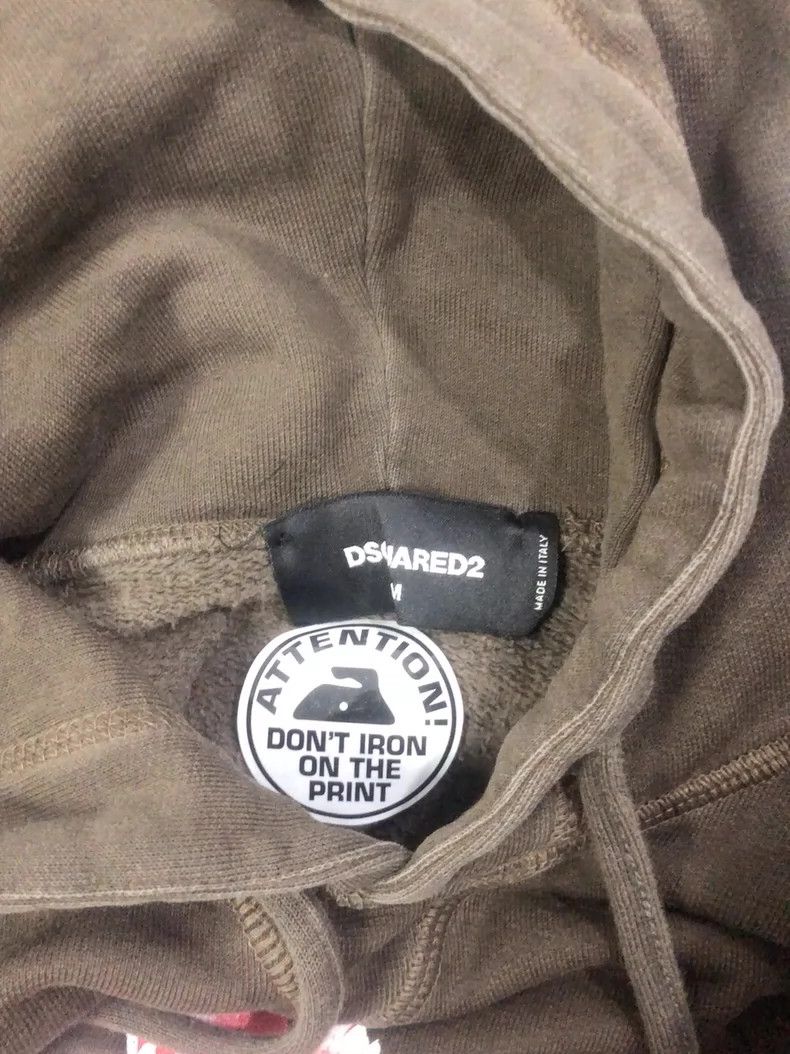 DSQUARED2
M
MADE IN ITALY
ATTENTION!
DON'T IRON
ON THE
PRINT